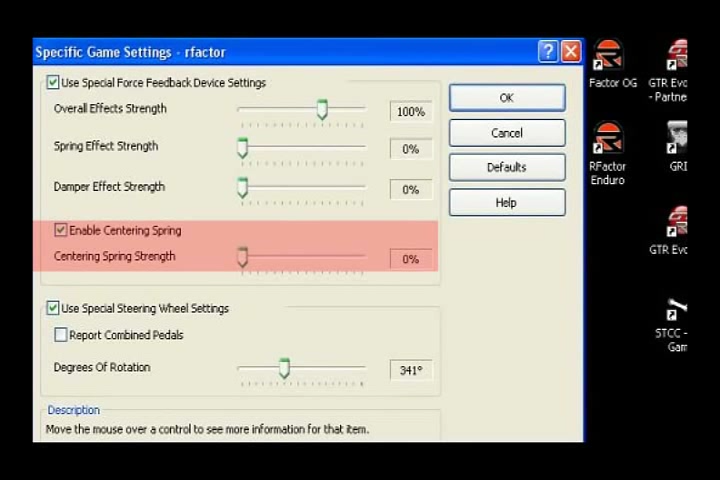 Specific Game Settings - rfactor
Use Special Force Feedback Device Settings
Overall Effects Strength
100%
Spring Effect Strength
0%
Damper Effect Strength
0%
Enable Centering Spring
Centering Spring Strength
0%
Use Special Steering Wheel Settings
Report Combined Pedals
Degrees Of Rotation
341°
Description
Move the mouse over a control to see more information for that item.
OK
Cancel
Defaults
Help
Factor OG
GTR Evo
- Partne
RFactor
Enduro
GRI
GTR Evo
STCC -
Gam